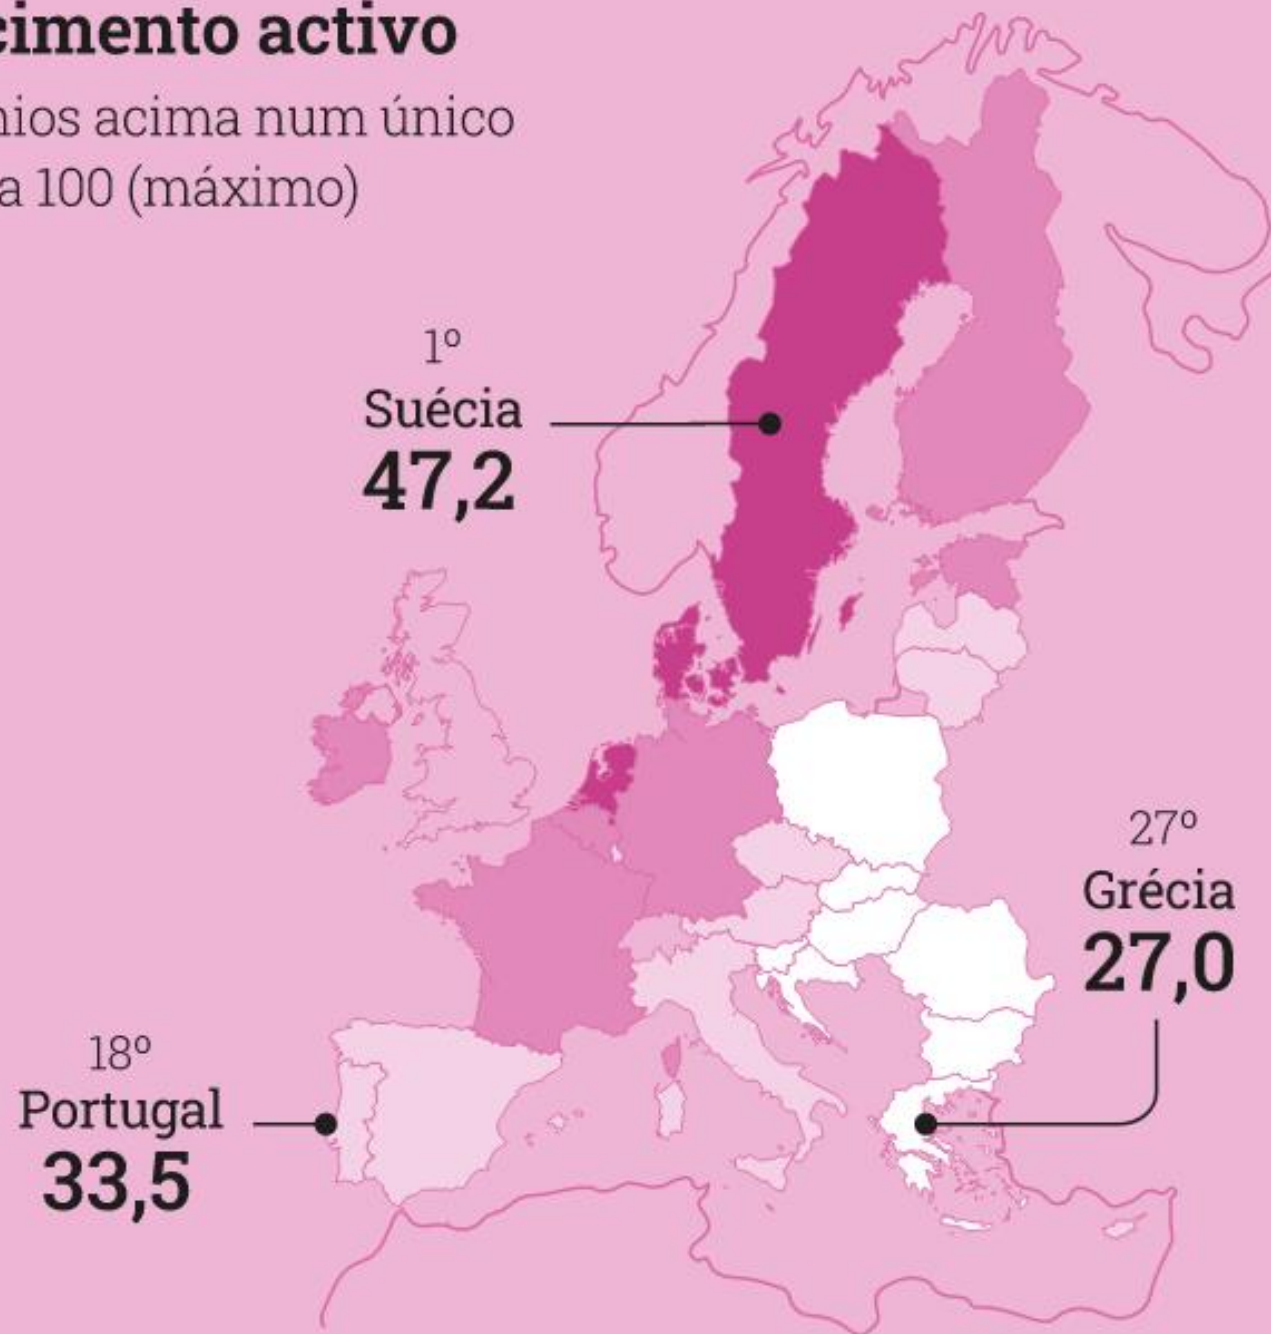 cimento activo
nios acima num único
a 100 (máximo)
1º
Suécia
47,2
27º
Grécia
27,0
18º
Portugal
33,5